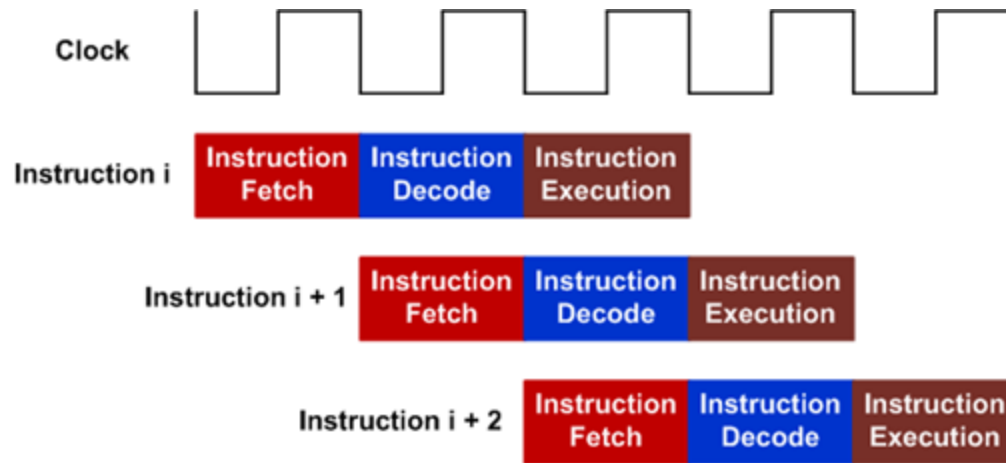 Clock
Instruction i
Instruction
Fetch
Instruction
Decode
Instruction
Execution
Instruction i + 1
Instruction
Fetch
Instruction
Decode
Instruction
Execution
Instruction i + 2
Instruction
Fetch
Instruction
Decode
Instruction
Execution